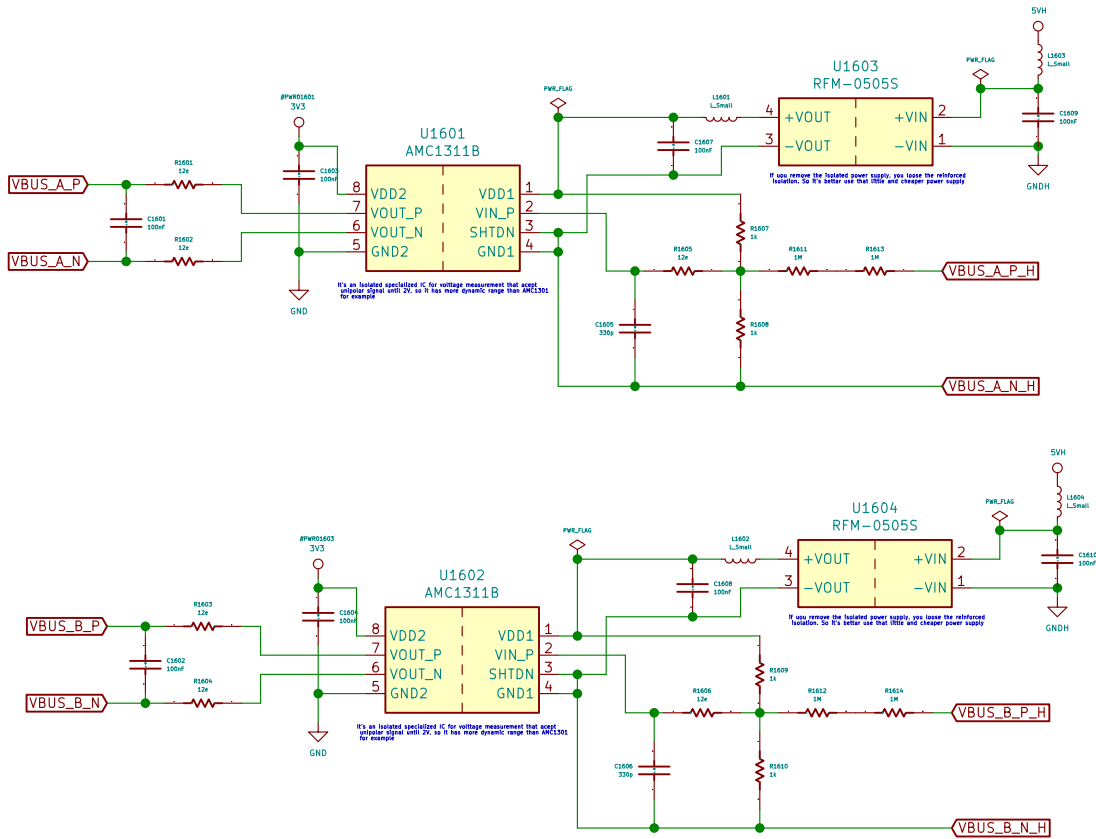 5VH
L1603
L_Small
U1603
RFM-0505S
PWR_FLAG
PWR_FLAG
#PWR01601
3V3
L1601
L_Small
4 +VOUT +VIN 2
3 -VOUT -VIN 1
C1609
100nF
C1607
100nF
GNDH
If uou remove the isolated power supply, you loose the reinforced
isolation. So it's better use that little and cheaper power supply
U1601
AMC1311B
C1603
100nF
R1601
12e
VBUS_A_P
8 VDD2 VDD1 1
7 VOUT_P VIN_P 2
6 VOUT_N SHTDN 3
5 GND2 GND1 4
C1601
100nF
R1602
12e
VBUS_A_N
R1607
1k
R1605
12e
R1611
1M
R1613
1M
VBUS_A_P_H
It's an isolated specialized IC for volttage measurement that acept
unipolar signal until 2V, so it has more dynamic range than AMC1301
for example
GND
C1605
330p
R1608
1k
VBUS_A_N_H
5VH
L1604
L_Small
U1604
RFM-0505S
PWR_FLAG
PWR_FLAG
#PWR01603
3V3
L1602
L_Small
4 +VOUT +VIN 2
3 -VOUT -VIN 1
C1610
100nF
C1608
100nF
GNDH
If uou remove the isolated power supply, you loose the reinforced
isolation. So it's better use that little and cheaper power supply
U1602
AMC1311B
C1604
100nF
R1603
12e
VBUS_B_P
8 VDD2 VDD1 1
7 VOUT_P VIN_P 2
6 VOUT_N SHTDN 3
5 GND2 GND1 4
C1602
100nF
R1604
12e
VBUS_B_N
R1609
1k
R1606
12e
R1612
1M
R1614
1M
VBUS_B_P_H
It's an isolated specialized IC for volttage measurement that acept
unipolar signal until 2V, so it has more dynamic range than AMC1301
for example
GND
C1606
330p
R1610
1k
VBUS_B_N_H